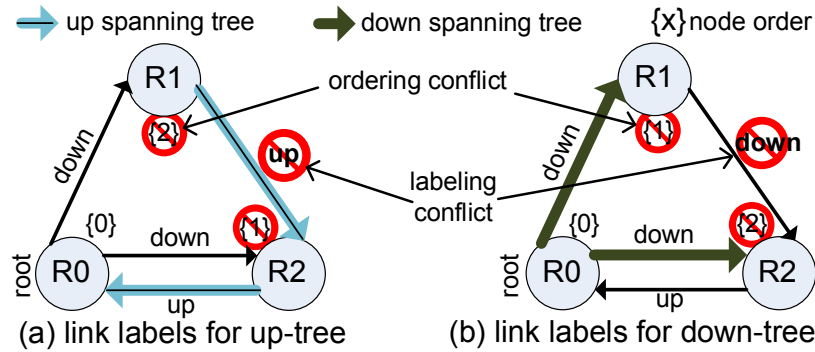 up spanning tree
down spanning tree
{x} node order
R1
ordering conflict
R1
{2}
{1}
down
up
down
down
labeling
conflict
{0}
{1}
down
{0}
{2}
down
root
R0
R2
root
R0
R2
up
up
(a) link labels for up-tree
(b) link labels for down-tree